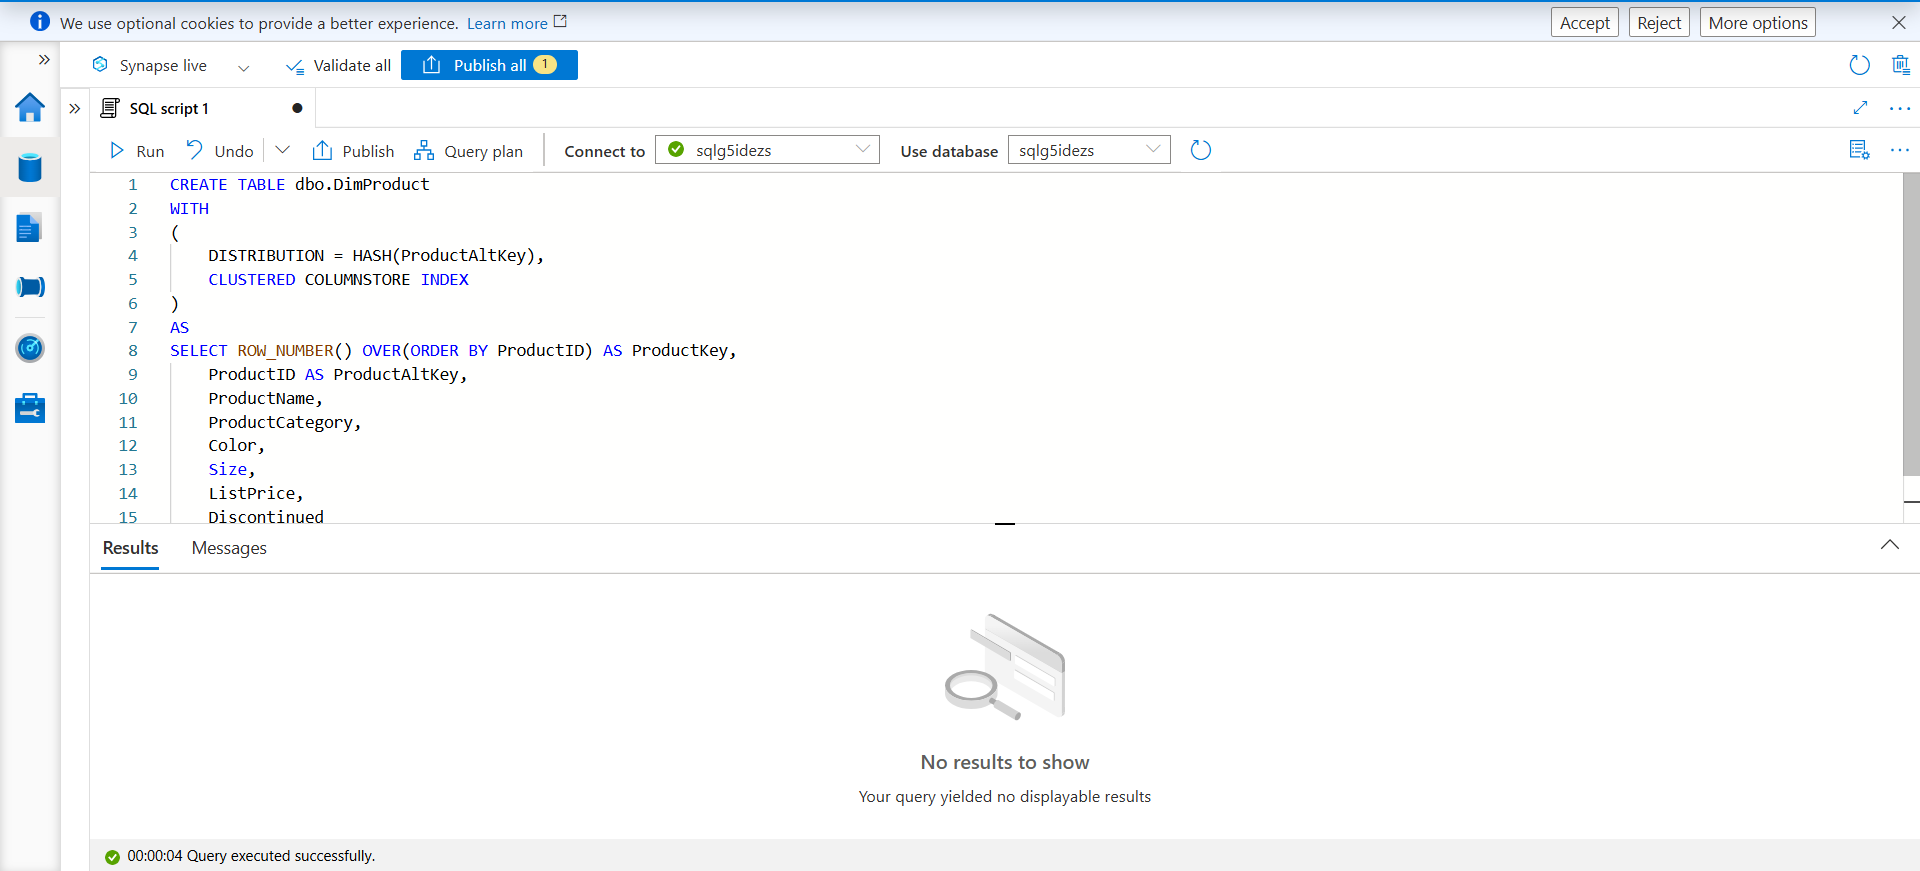 We use optional cookies to provide a better experience. Learn more
Accept
Reject
More options
Synapse live
Validate all
Publish all 1
SQL script 1
Run
Undo
Publish
Query plan
Connect to
sqlg5idezs
Use database
sqlg5idezs
1 CREATE TABLE dbo.DimProduct
2 WITH
3 (
4 DISTRIBUTION = HASH(ProductAltKey),
5 CLUSTERED COLUMNSTORE INDEX
6 )
7 AS
8 SELECT ROW_NUMBER() OVER(ORDER BY ProductID) AS ProductKey,
9 ProductID AS ProductAltKey,
10 ProductName,
11 ProductCategory,
12 Color,
13 Size,
14 ListPrice,
15 Discontinued
Results
Messages
No results to show
Your query yielded no displayable results
00:00:04 Query executed successfully.